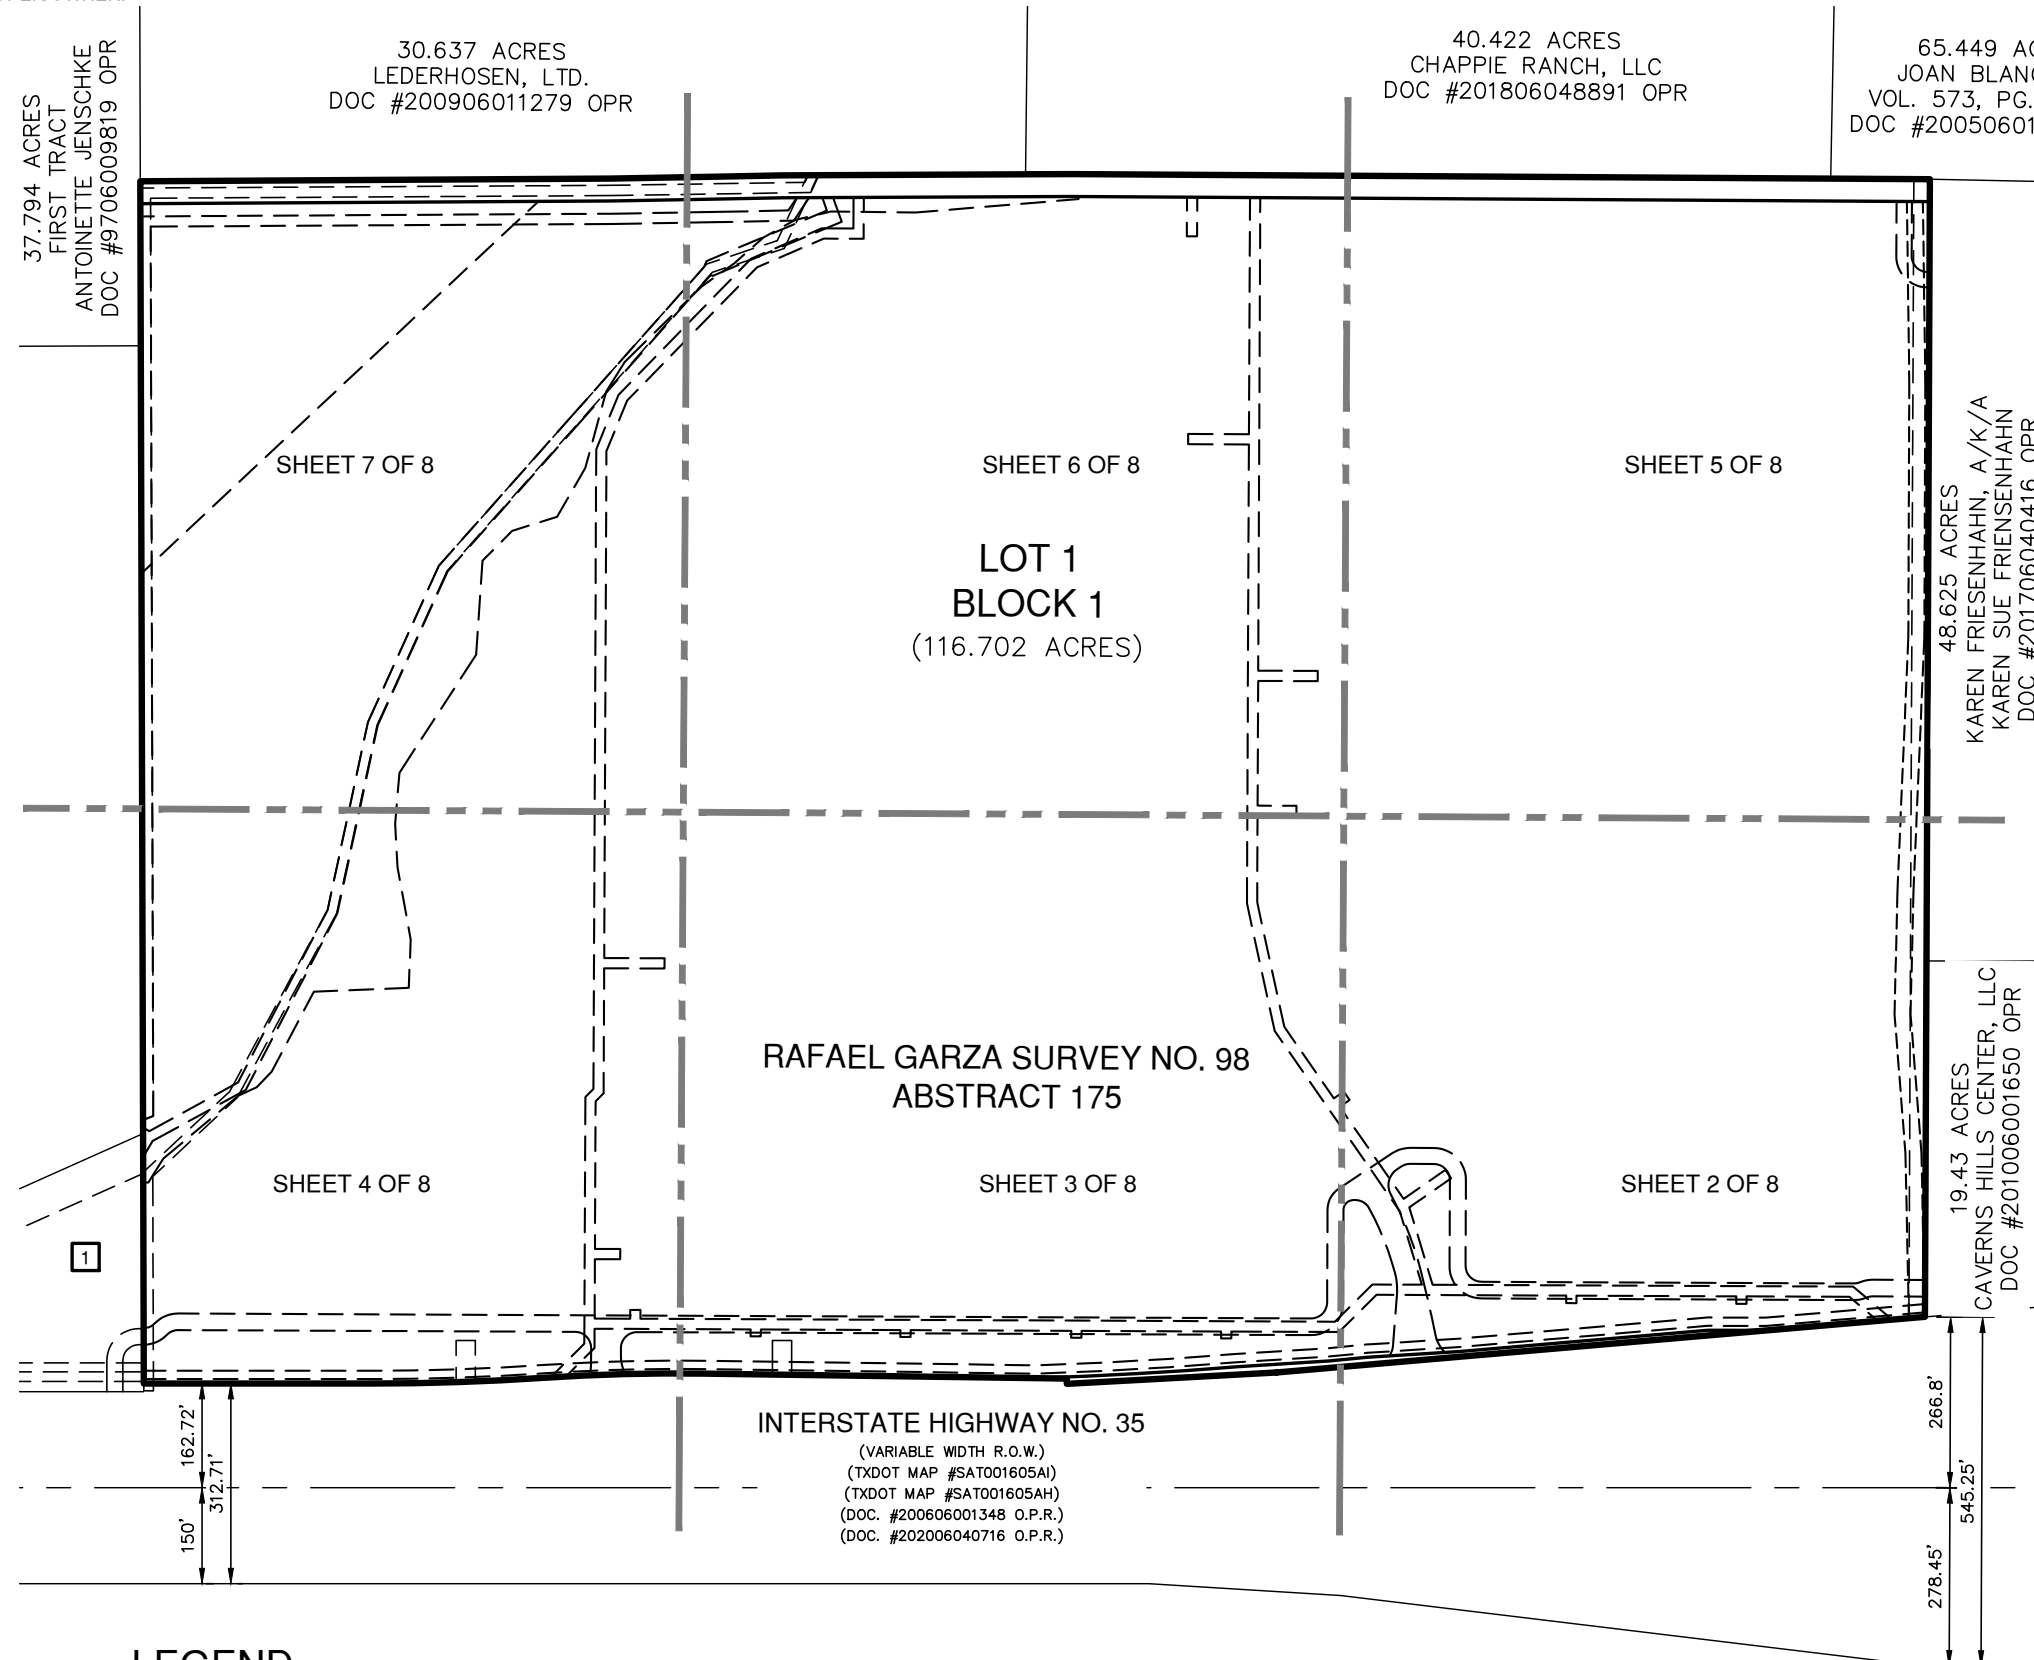 30.637 ACRES
LEDERHOSEN, LTD.
DOC #200906011279 OPR
40.422 ACRES
CHAPPIE RANCH, LLC
DOC #201806048891 OPR
65.449
JOAN
VOL. 573, PG.
DOC
37.794 ACRES
FIRST TRACT
ANTOINETTE JENSCHKE
DOC #9706009819 OPR
SHEET 7 OF 8
SHEET 6 OF 8
SHEET 5 OF 8
LOT 1
BLOCK 1
(116.702 ACRES)
48.625 ACRES
KAREN FRIESENHAHN, A/K/A
KAREN SUE FRIENSENHAHN
DOC #201706040416 OPR
RAFAEL GARZA SURVEY NO. 98
ABSTRACT 175
SHEET 4 OF 8
SHEET 3 OF 8
SHEET 2 OF 8
19.43 ACRES
CAVERNS HILLS CENTER, LLC
DOC #201006001650 OPR
1
INTERSTATE HIGHWAY NO. 35
(VARIABLE WIDTH R.O.W.)
(TXDOT MAP #SAT001605AI)
(TXDOT MAP #SAT001605AH)
(DOC. #200606001348 O.P.R.)
(DOC. #202006040716 O.P.R.)
162.72'
312.71'
150'
266.8'
545.25'
278.45'
LEGEND